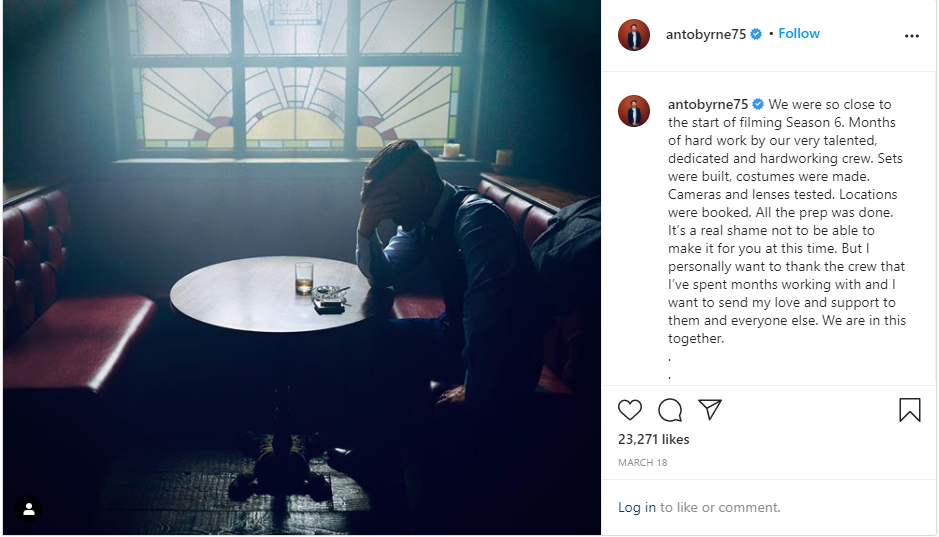 antobyrne75 • Follow
antobyrne75 We were so close to
the start of filming Season 6. Months
of hard work by our very talented,
dedicated and hardworking crew. Sets
were built, costumes were made.
Cameras and lenses tested. Locations
were booked. All the prep was done.
It's a real shame not to be able to
make it for you at this time. But I
personally want to thank the crew that
I've spent months working with and I
want to send my love and support to
them and everyone else. We are in this
together.
.
.
23,271 likes
MARCH 18
Log in to like or comment.